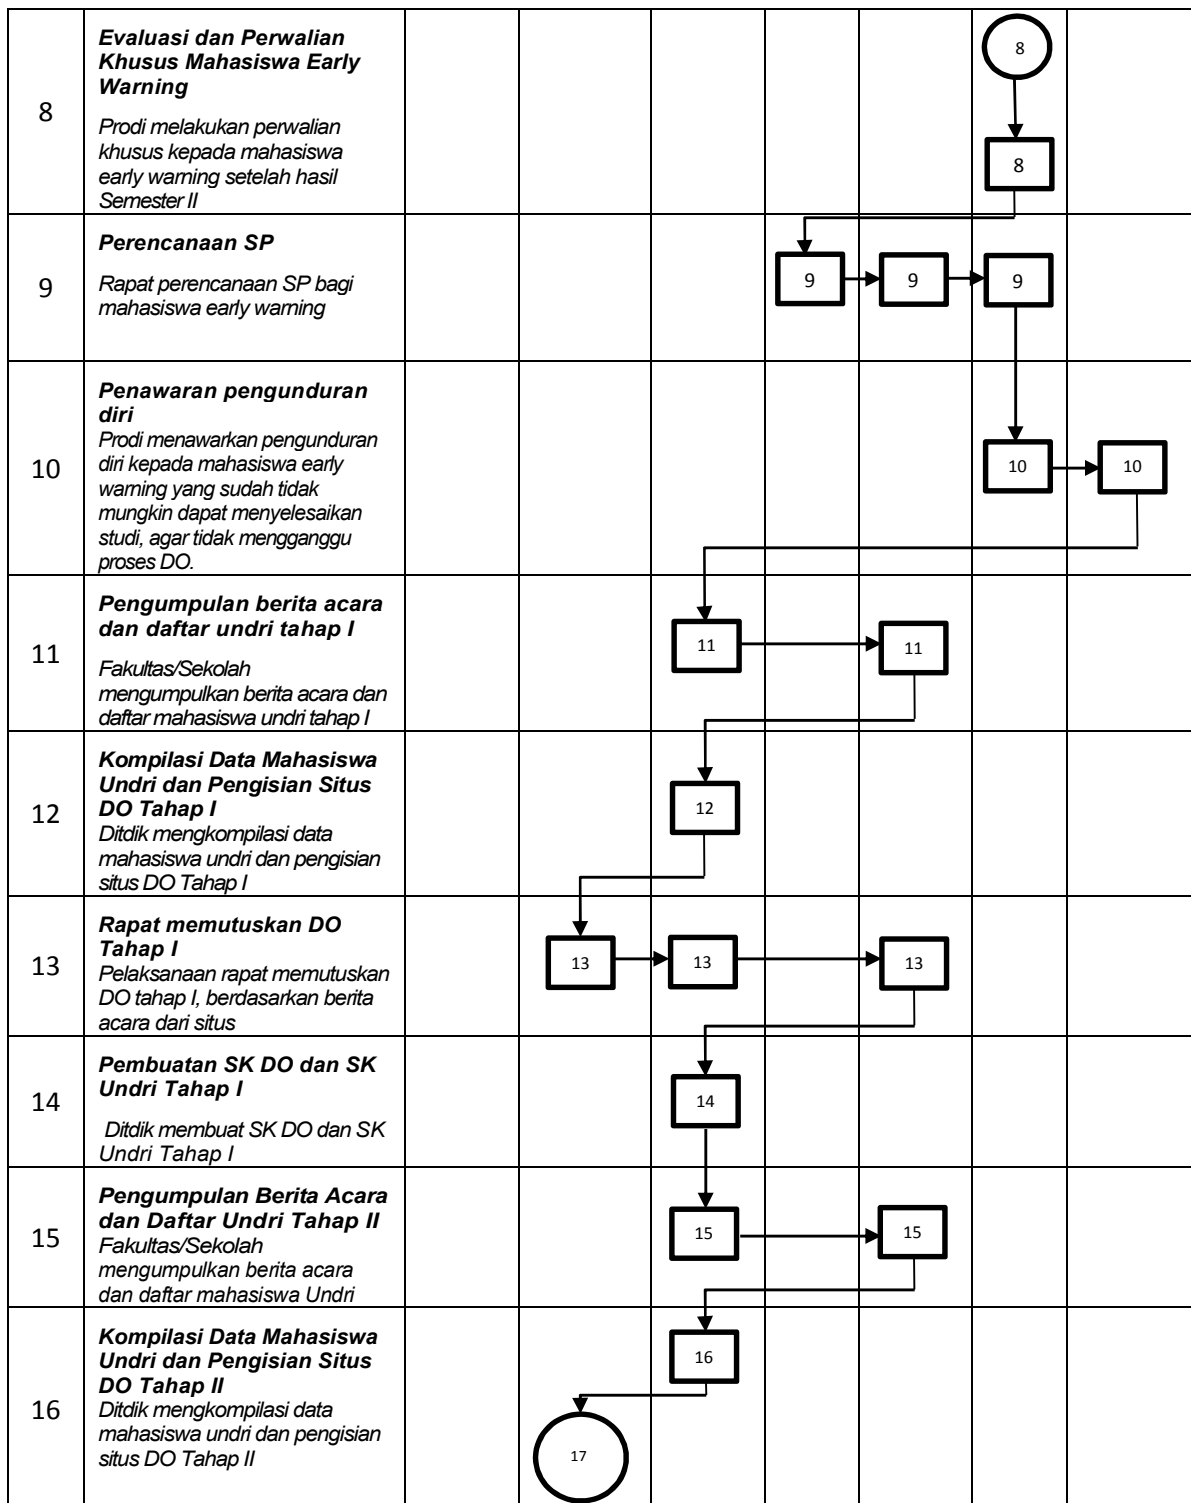 8
Evaluasi dan Perwalian
Khusus Mahasiswa Early
Warning
Prodi melakukan perwalian
khusus kepada mahasiswa
early warning setelah hasil
Semester II
8
8
9
Perencanaan SP
Rapat perencanaan SP bagi
mahasiswa early warning
9
9
9
10
Penawaran pengunduran
diri
Prodi menawarkan pengunduran
diri kepada mahasiswa early
warning yang sudah tidak
mungkin dapat menyelesaikan
studi, agar tidak mengganggu
proses DO.
10
10
11
Pengumpulan berita acara
dan daftar undri tahap I
Fakultas/Sekolah
mengumpulkan berita acara dan
daftar mahasiswa undri tahap I
11
11
12
Kompilasi Data Mahasiswa
Undri dan Pengisian Situs
DO Tahap I
Ditdik mengkompilasi data
mahasiswa undri dan pengisian
situs DO Tahap I
12
13
Rapat memutuskan DO
Tahap I
Pelaksanaan rapat memutuskan
DO tahap I, berdasarkan berita
acara dari situs
13
13
13
14
Pembuatan SK DO dan SK
Undri Tahap I
Ditdik membuat SK DO dan SK
Undri Tahap I
14
15
Pengumpulan Berita Acara
dan Daftar Undri Tahap II
Fakultas/Sekolah
mengumpulkan berita acara
dan daftar mahasiswa Undri
15
15
16
Kompilasi Data Mahasiswa
Undri dan Pengisian Situs
DO Tahap II
Ditdik mengkompilasi data
mahasiswa undri dan pengisian
situs DO Tahap II
16
17